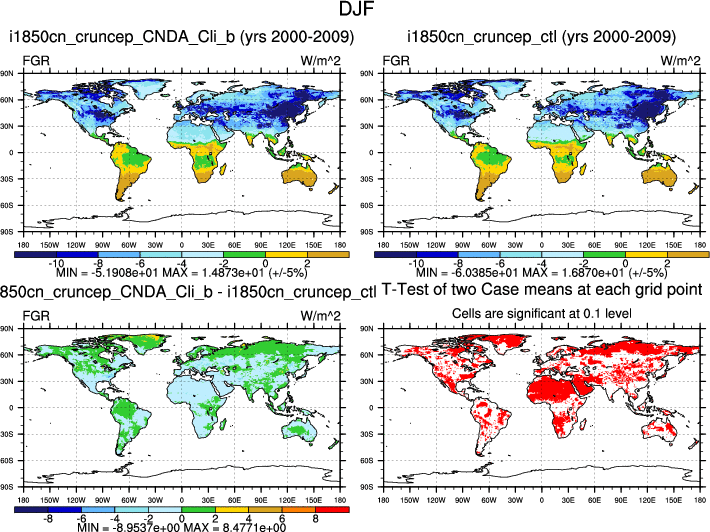 DJF
i1850cn_cruncep_CNDA_Cli_b (yrs 2000-2009)
FGR W/m^2
90N
60N
30N
0
30S
60S
90S
180 150W 120W 90W 60W 30W 0 30E 60E 90E 120E 150E 180
-10 -8 -6 -4 -2 0 2
MIN = -5.1908e+01 MAX = 1.4873e+01 (+/-5%)
i1850cn_cruncep_ctl (yrs 2000-2009)
FGR W/m^2
90N
60N
30N
0
30S
60S
90S
180 150W 120W 90W 60W 30W 0 30E 60E 90E 120E 150E 180
-10 -8 -6 -4 -2 0 2
MIN = -6.0385e+01 MAX = 1.6870e+01 (+/-5%)
850cn_cruncep_CNDA_Cli_b - i1850cn_cruncep_ctl
FGR W/m^2
90N
60N
30N
0
30S
60S
90S
180 150W 120W 90W 60W 30W 0 30E 60E 90E 120E 150E 180
-8 -6 -4 -2 0 2 4 6 8
MIN = -8.9537e+00 MAX = 8.4771e+00
T-Test of two Case means at each grid point
Cells are significant at 0.1 level
90N
60N
30N
0
30S
60S
90S
180 150W 120W 90W 60W 30W 0 30E 60E 90E 120E 150E 180